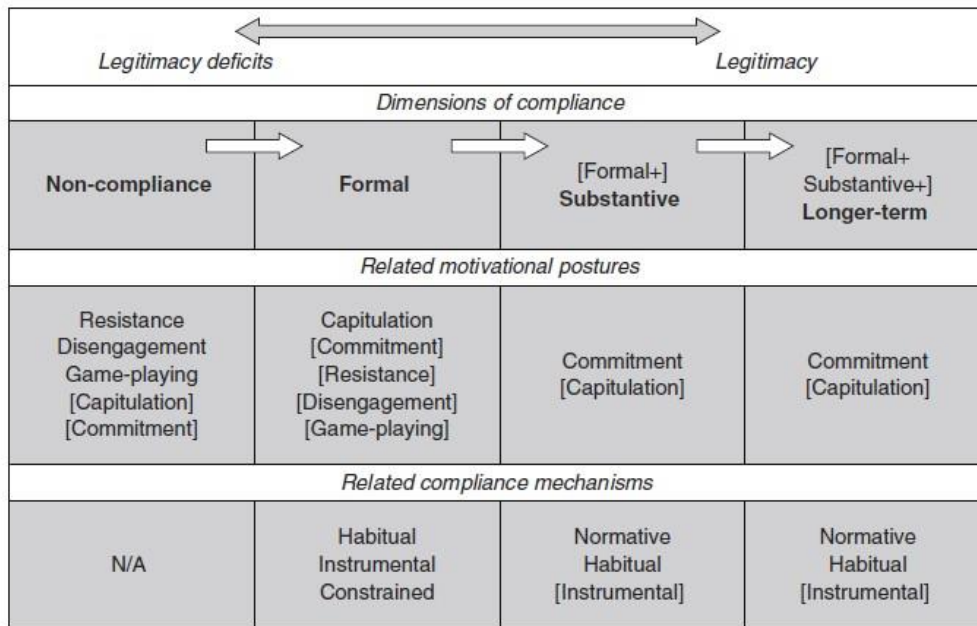 Legitimacy deficits
Legitimacy
Dimensions of compliance
Non-compliance
Formal
[Formal+]
Substantive
[Formal+
Substantive+]
Longer-term
Related motivational postures
Resistance
Disengagement
Game-playing
[Capitulation]
[Commitment]
Capitulation
[Commitment]
[Resistance]
[Disengagement]
[Game-playing]
Commitment
[Capitulation]
Commitment
[Capitulation]
Related compliance mechanisms
N/A
Habitual
Instrumental
Constrained
Normative
Habitual
[Instrumental]
Normative
Habitual
[Instrumental]